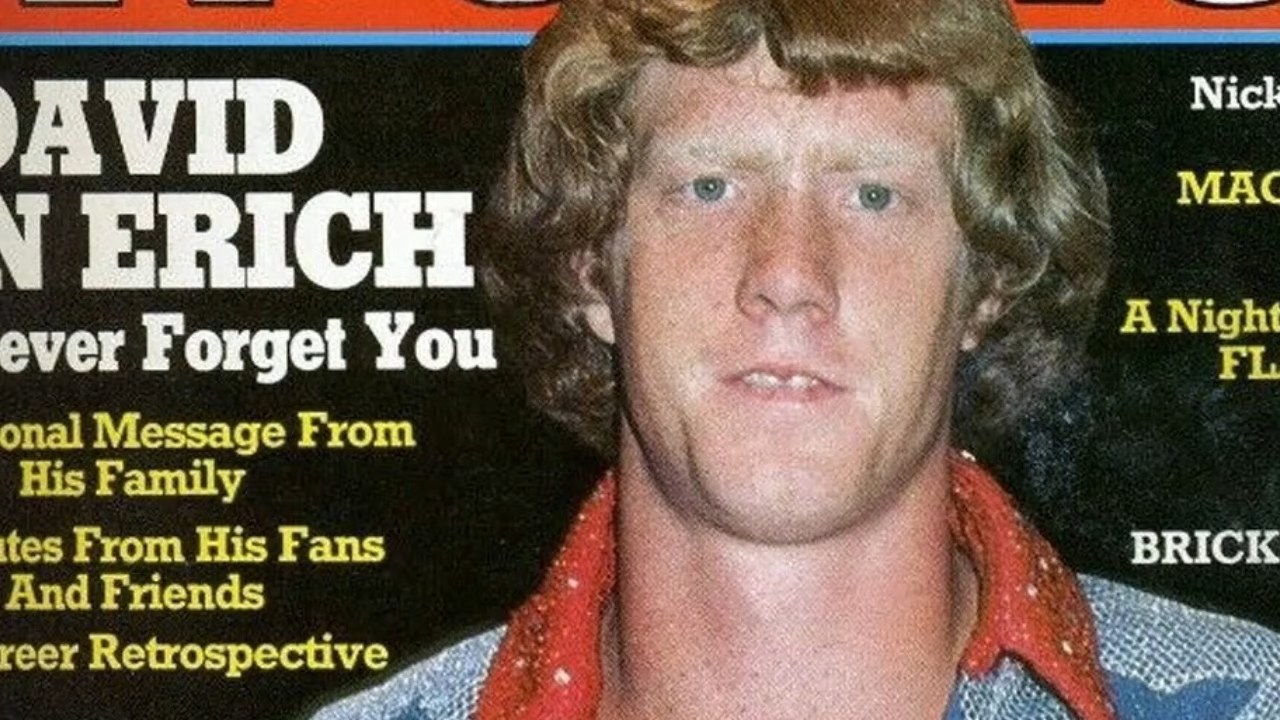 DAVID
N ERICH
ever Forget You
onal Message From
His Family
utes From His Fans
And Friends
reer Retrospective
Nick
MAG
A Night
FL
BRICK